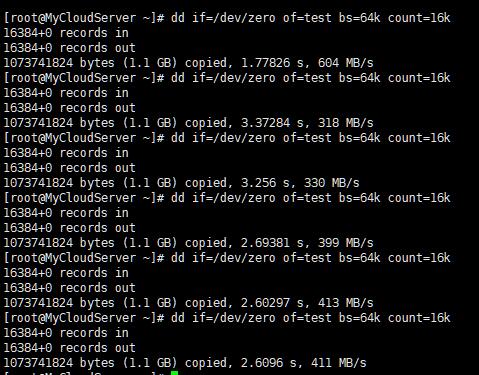 [root@MyCloudServer ~]# dd if=/dev/zero of=test bs=64k count=16k
16384+0 records in
16384+0 records out
1073741824 bytes (1.1 GB) copied, 1.77826 s, 604 MB/s
[root@MyCloudServer ~]# dd if=/dev/zero of=test bs=64k count=16k
16384+0 records in
16384+0 records out
1073741824 bytes (1.1 GB) copied, 3.37284 s, 318 MB/s
[root@MyCloudServer ~]# dd if=/dev/zero of=test bs=64k count=16k
16384+0 records in
16384+0 records out
1073741824 bytes (1.1 GB) copied, 3.256 s, 330 MB/s
[root@MyCloudServer ~]# dd if=/dev/zero of=test bs=64k count=16k
16384+0 records in
16384+0 records out
1073741824 bytes (1.1 GB) copied, 2.69381 s, 399 MB/s
[root@MyCloudServer ~]# dd if=/dev/zero of=test bs=64k count=16k
16384+0 records in
16384+0 records out
1073741824 bytes (1.1 GB) copied, 2.60297 s, 413 MB/s
[root@MyCloudServer ~]# dd if=/dev/zero of=test bs=64k count=16k
16384+0 records in
16384+0 records out
1073741824 bytes (1.1 GB) copied, 2.6096 s, 411 MB/s